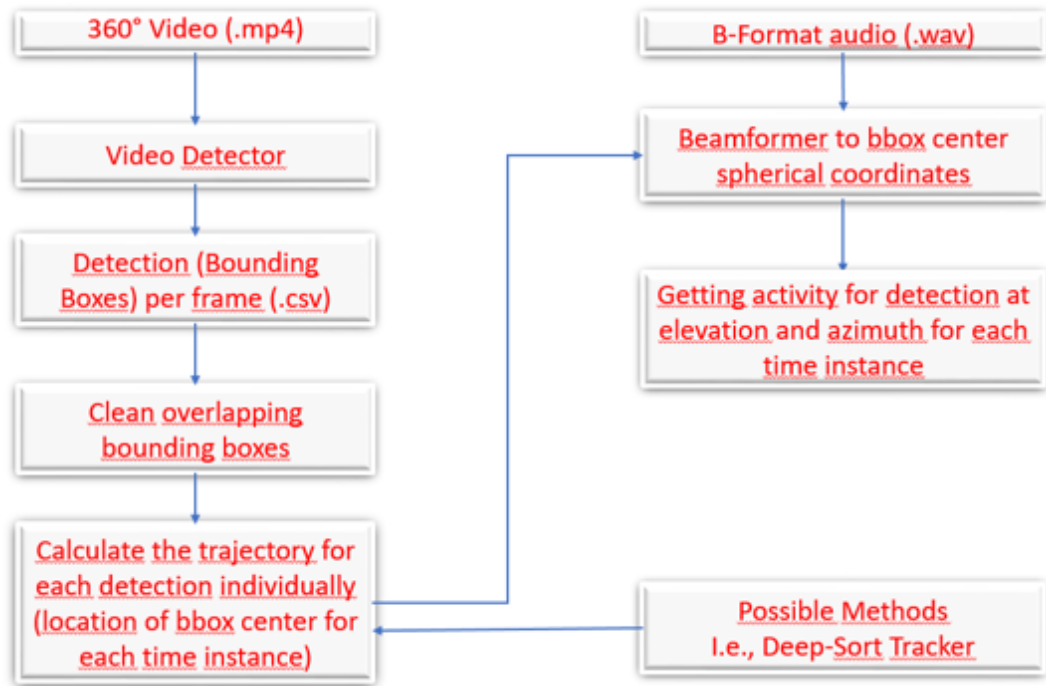 360° Video (.mp4)
Video Detector
Detection (Bounding
Boxes) per frame (.csv)
Clean overlapping
bounding boxes
Calculate the trajectory for
each detection individually
(location of bbox center for
each time instance)
B-Format audio (.wav)
Beamformer to bbox center
spherical coordinates
Getting activity for detection at
elevation and azimuth for each
time instance
Possible Methods
I.e., Deep-Sort Tracker